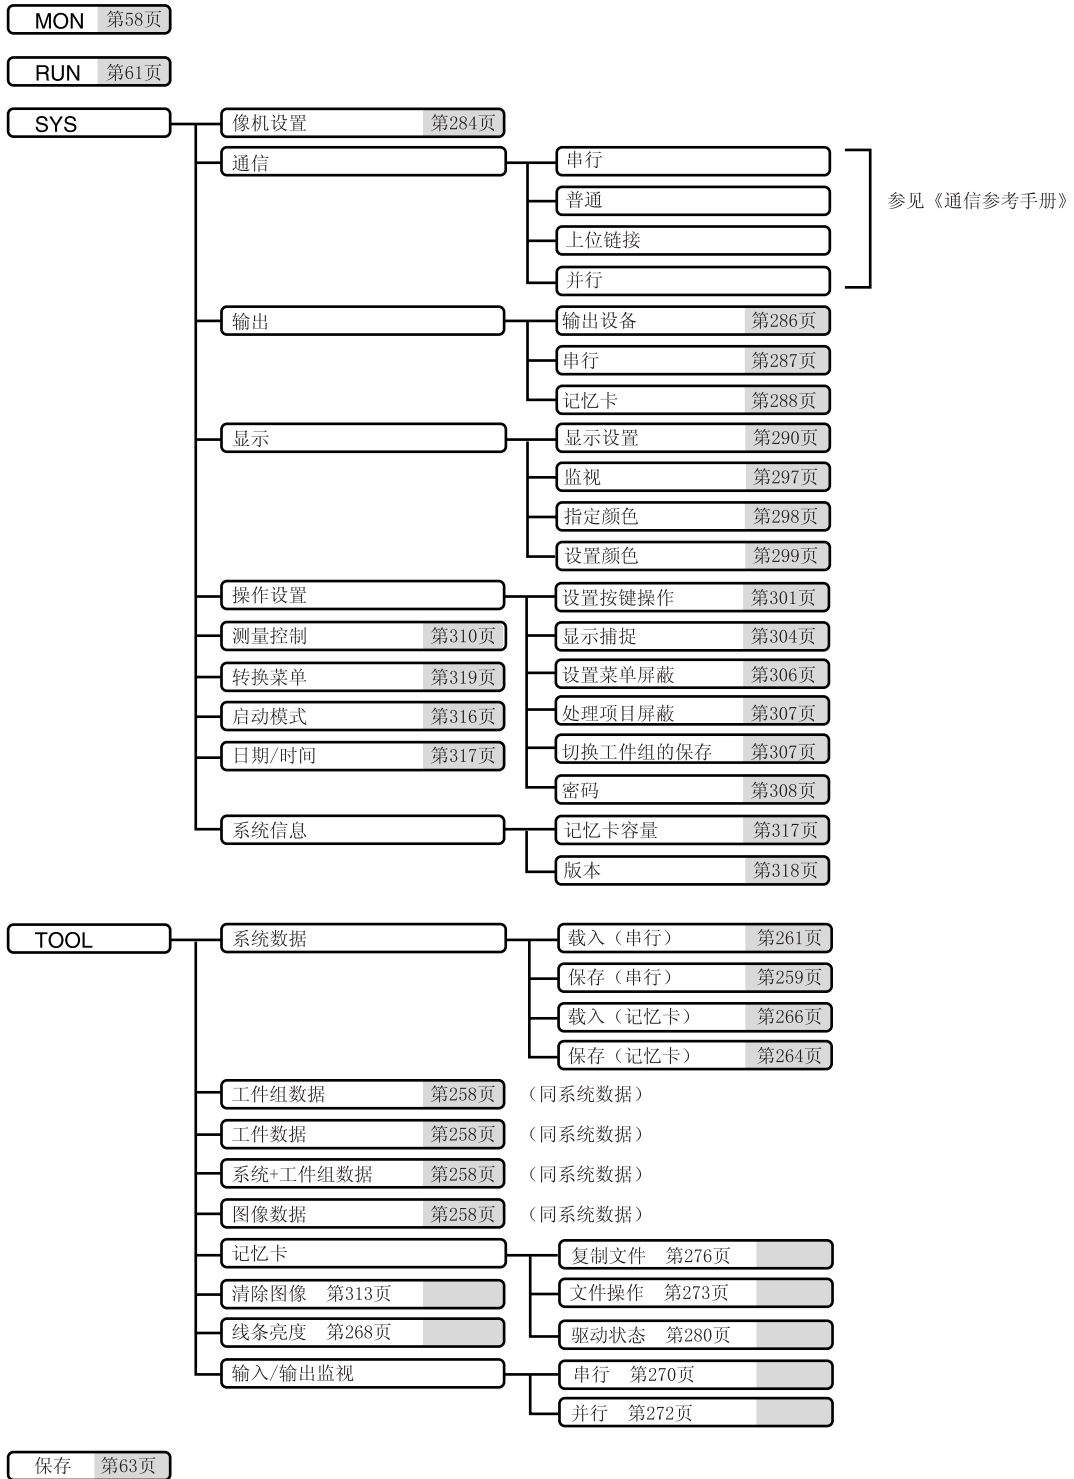 MON 第58页
RUN 第61页
SYS
像机设置 第284页
通信
串行
普通
上位链接
并行
参见《通信参考手册》
输出
输出设备 第286页
串行 第287页
记忆卡 第288页
显示
显示设置 第290页
监视 第297页
指定颜色 第298页
设置颜色 第299页
操作设置
设置按键操作 第301页
显示捕捉 第304页
设置菜单屏蔽 第306页
处理项目屏蔽 第307页
切换工件组的保存 第307页
密码 第308页
测量控制 第310页
转换菜单 第319页
启动模式 第316页
日期/时间 第317页
系统信息
记忆卡容量 第317页
版本 第318页
TOOL
系统数据
载入（串行） 第261页
保存（串行） 第259页
载入（记忆卡） 第266页
保存（记忆卡） 第264页
工件组数据 第258页 （同系统数据）
工件数据 第258页 （同系统数据）
系统+工件组数据 第258页 （同系统数据）
图像数据 第258页 （同系统数据）
记忆卡
复制文件 第276页
文件操作 第273页
驱动状态 第280页
清除图像 第313页
线条亮度 第268页
输入/输出监视
串行 第270页
并行 第272页
保存 第63页